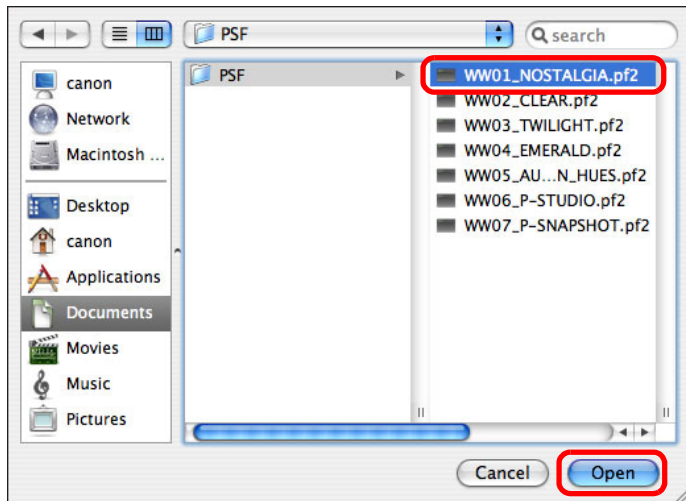 PSF
search
canon
Network
Macintosh ...
Desktop
canon
Applications
Documents
Movies
Music
Pictures
PSF
WW01_NOSTALGIA.pf2
WW02_CLEAR.pf2
WW03_TWILIGHT.pf2
WW04_EMERALD.pf2
WW05_AU...N_HUES.pf2
WW06_P-STUDIO.pf2
WW07_P-SNAPSHOT.pf2
Cancel
Open